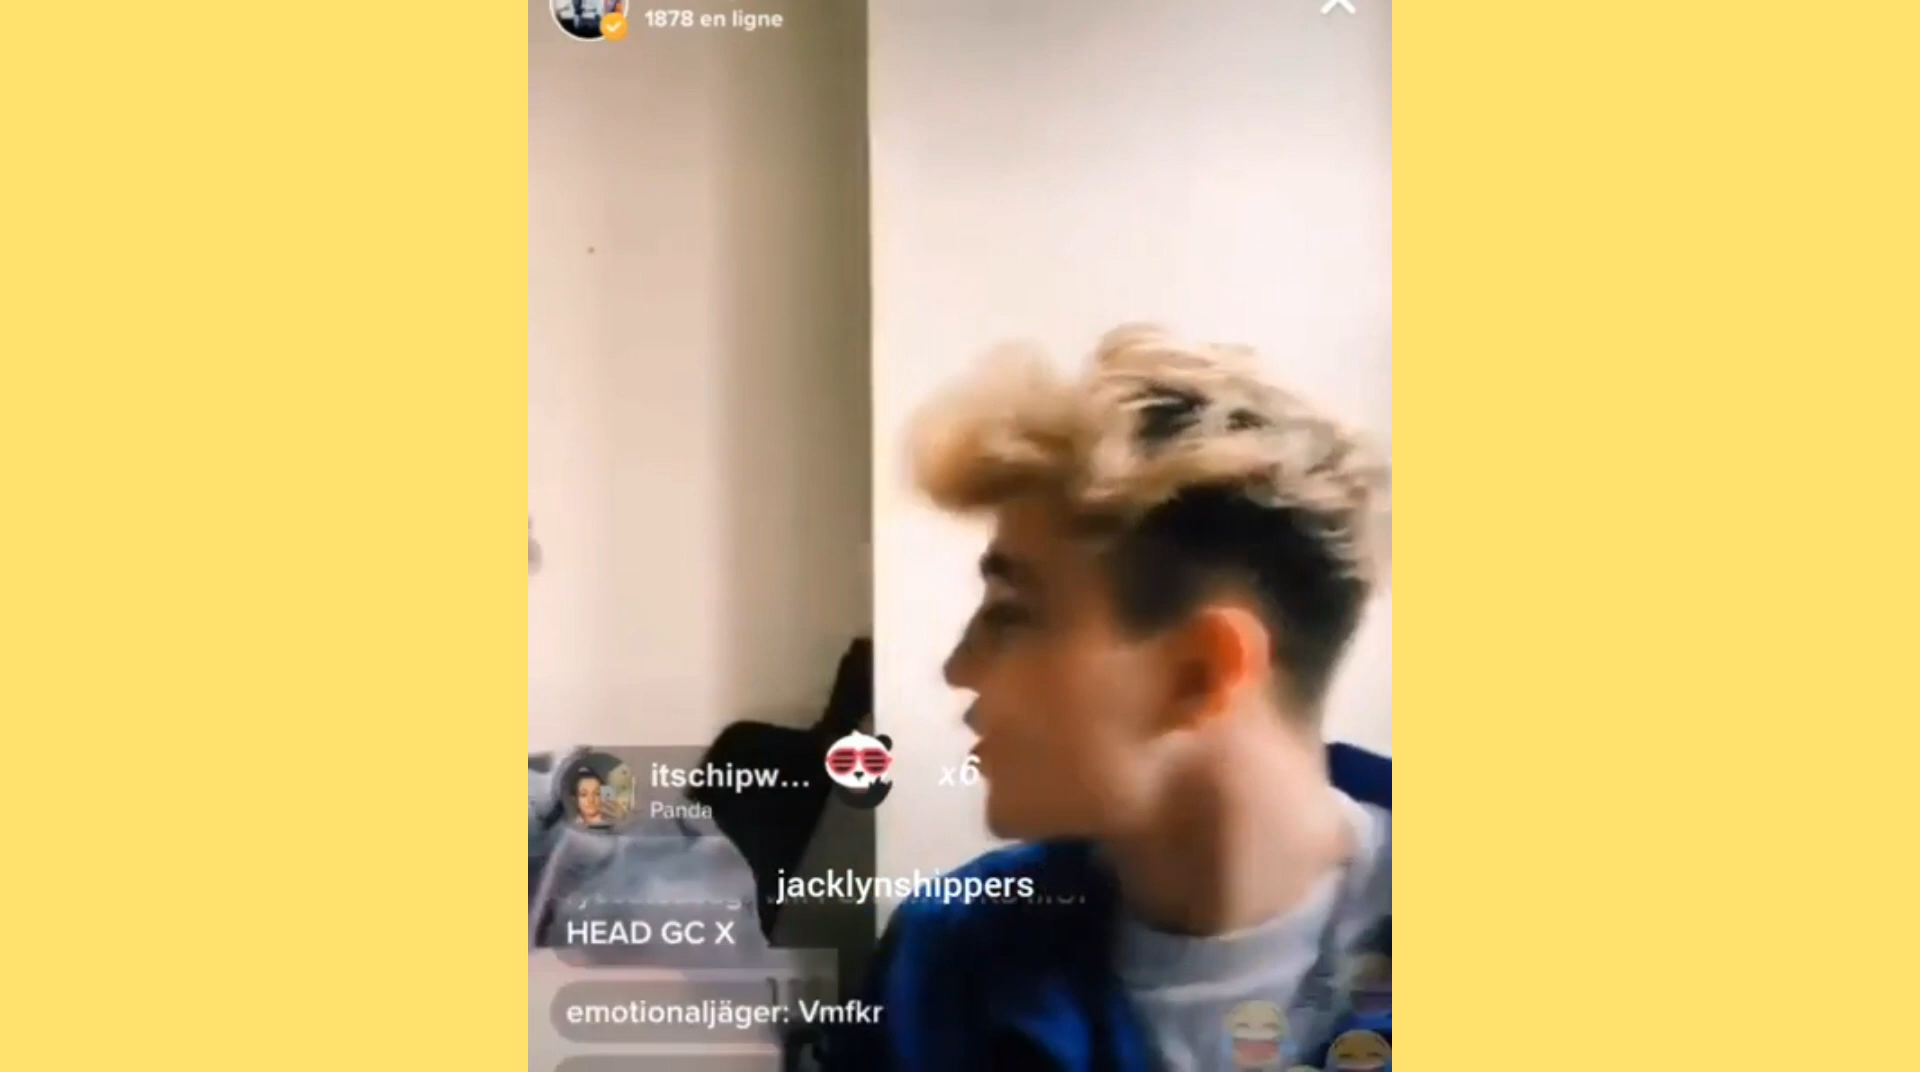 1878 en ligne
itschipw...
x6
Panda
jacklynshippers
HEAD GC X
emotionaljäger: Vmfkr